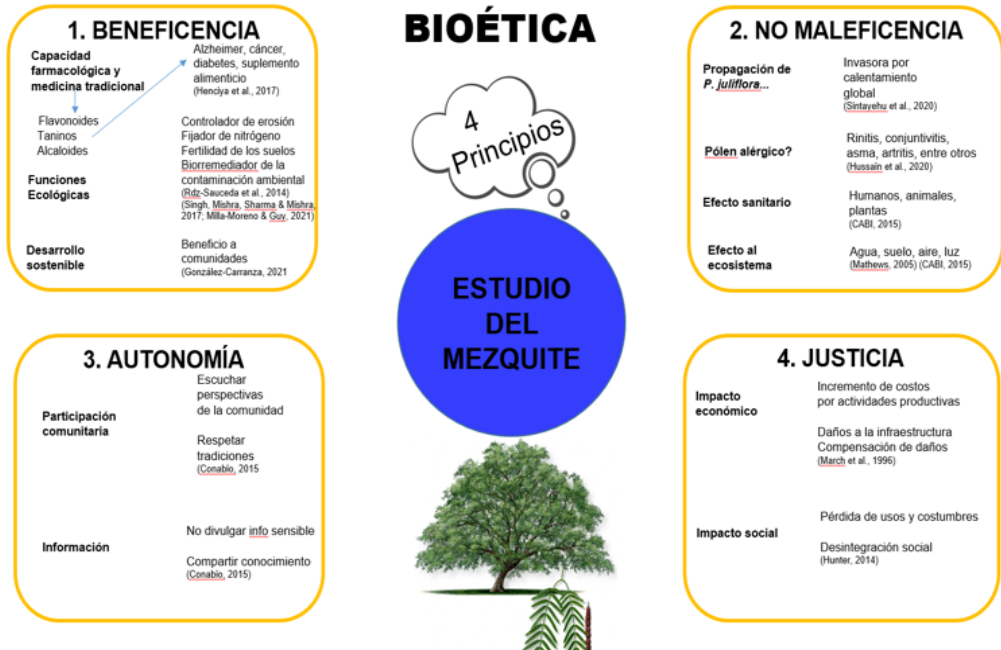 BIOÉTICA
4
Principios
ESTUDIO
DEL
MEZQUITE
1. BENEFICENCIA
Capacidad
farmacológica y
medicina tradicional
Alzheimer, cáncer,
diabetes, suplemento
alimenticio
(Henciya et al., 2017)
Flavonoides
Taninos
Alcaloides
Funciones
Ecológicas
Controlador de erosión
Fijador de nitrógeno
Fertilidad de los suelos
Biorremediador de la
contaminación ambiental
(Rdz-Sauceda et al., 2014)
(Singh, Mishra, Sharma & Mishra,
2017; Milla-Moreno & Guy, 2021)
Desarrollo
sostenible
Beneficio a
comunidades
(González-Carranza, 2021
2. NO MALEFICENCIA
Propagación de
P. juliflora...
Invasora por
calentamiento
global
(Sintayehu et al., 2020)
Pólen alérgico?
Rinitis, conjuntivitis,
asma, artritis, entre otros
(Hussain et al., 2020)
Efecto sanitario
Humanos, animales,
plantas
(CABI, 2015)
Efecto al
ecosistema
Agua, suelo, aire, luz
(Mathews, 2005) (CABI, 2015)
3. AUTONOMÍA
Participación
comunitaria
Escuchar
perspectivas
de la comunidad
Respetar
tradiciones
(Conabio, 2015
Información
No divulgar info sensible
Compartir conocimiento
(Conabio, 2015)
4. JUSTICIA
Impacto
económico
Incremento de costos
por actividades productivas
Daños a la infraestructura
Compensación de daños
(March et al., 1996)
Impacto social
Pérdida de usos y costumbres
Desintegración social
(Hunter, 2014)